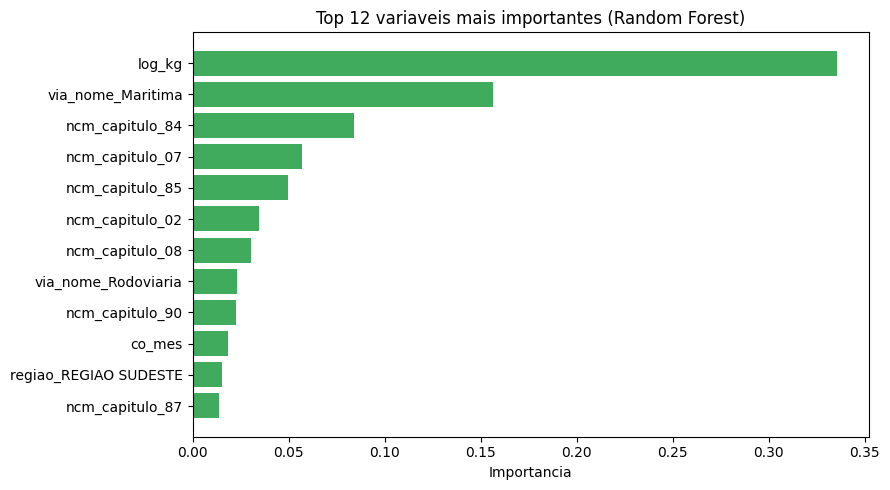 Top 12 variaveis mais importantes (Random Forest)
log_kg
via_nome_Maritima
ncm_capitulo_84
ncm_capitulo_07
ncm_capitulo_85
ncm_capitulo_02
ncm_capitulo_08
via_nome_Rodoviaria
ncm_capitulo_90
co_mes
regiao_REGIAO SUDESTE
ncm_capitulo_87
0.00 0.05 0.10 0.15 0.20 0.25 0.30 0.35
Importancia